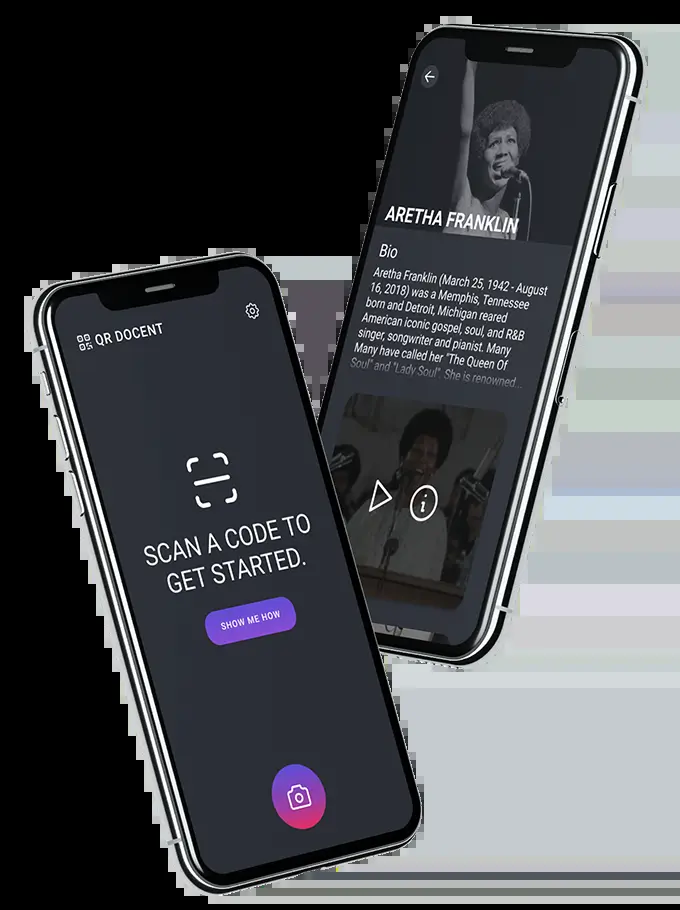 QR DOCENT
SCAN A CODE TO
GET STARTED.
SHOW ME HOW
ARETHA FRANKLIN
Bio
Aretha Franklin (March 25, 1942 - August
16, 2018) was a Memphis, Tennessee
born and Detroit, Michigan reared
American iconic gospel, soul, and R&B
singer, songwriter and pianist. Many
Many have called her "The Queen Of
Soul" and "Lady Soul". She is renowned...